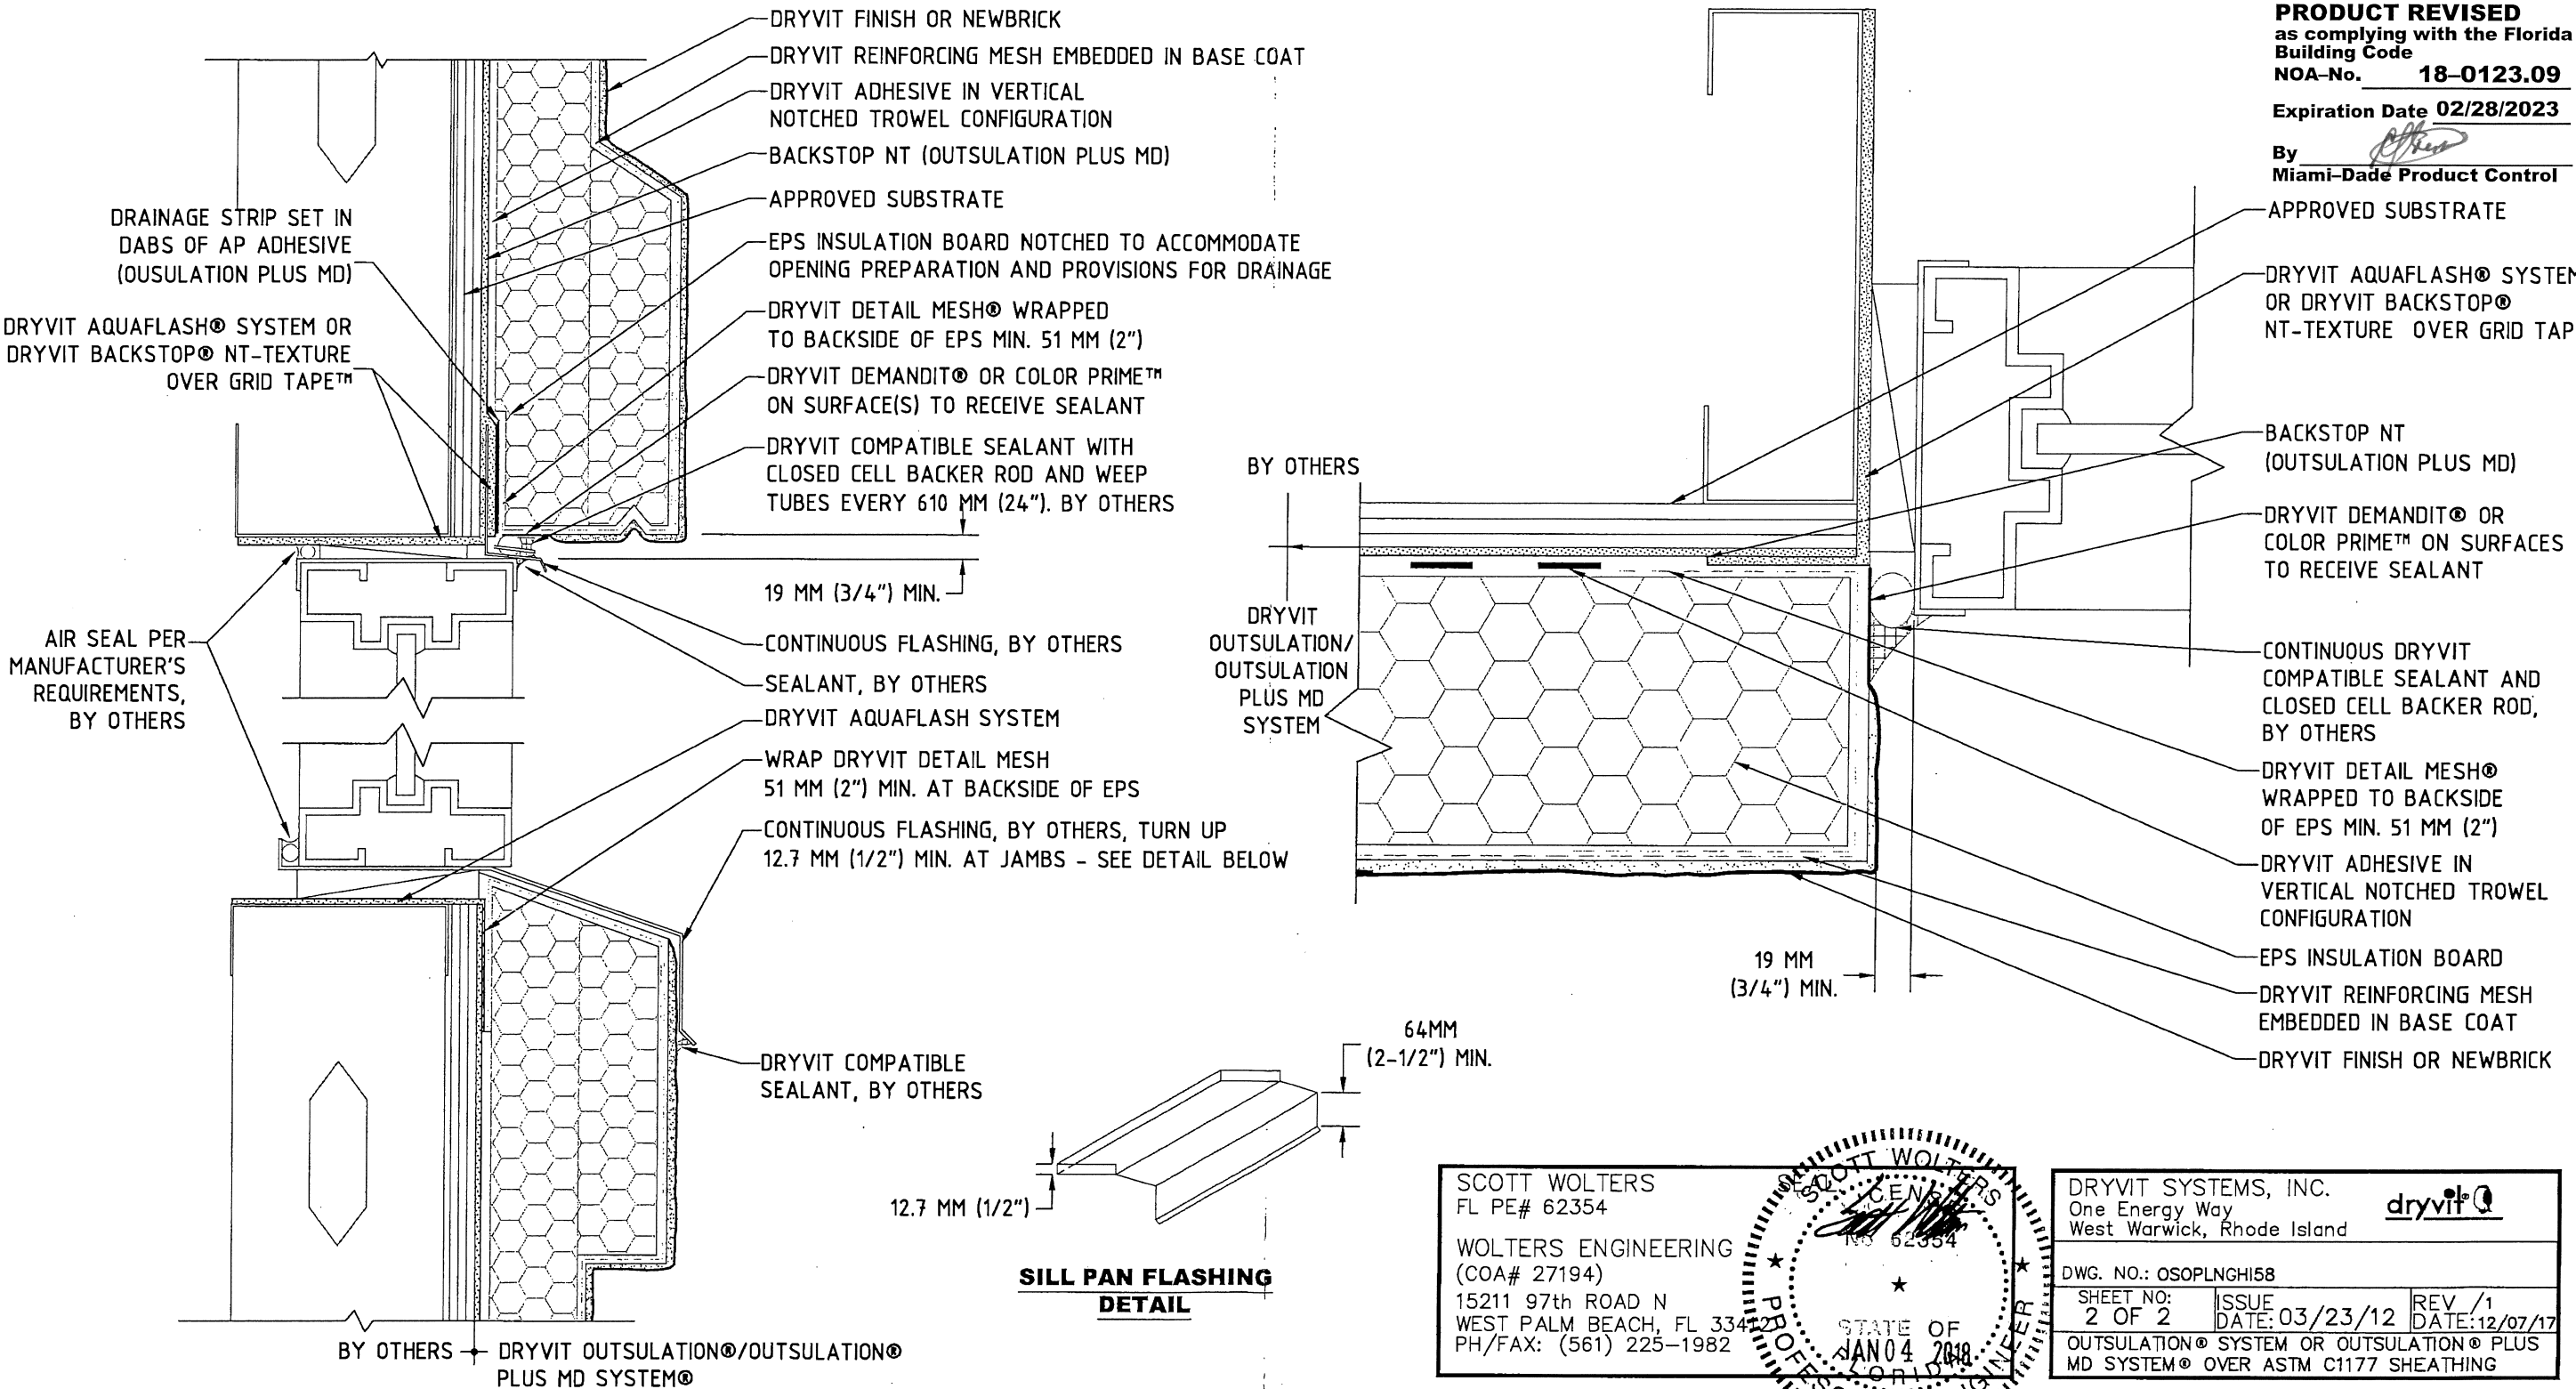 DRYVIT FINISH OR NEWBRICK
DRYVIT REINFORCING MESH EMBEDDED IN BASE COAT
DRYVIT ADHESIVE IN VERTICAL
NOTCHED TROWEL CONFIGURATION
BACKSTOP NT (OUTSULATION PLUS MD)
APPROVED SUBSTRATE
EPS INSULATION BOARD NOTCHED TO ACCOMMODATE
OPENING PREPARATION AND PROVISIONS FOR DRAINAGE
DRYVIT DETAIL MESH® WRAPPED
TO BACKSIDE OF EPS MIN. 51 MM (2")
DRYVIT DEMANDIT® OR COLOR PRIME™
ON SURFACE(S) TO RECEIVE SEALANT
DRYVIT COMPATIBLE SEALANT WITH
CLOSED CELL BACKER ROD AND WEEP
TUBES EVERY 610 MM (24"). BY OTHERS
19 MM (3/4") MIN.
CONTINUOUS FLASHING, BY OTHERS
SEALANT, BY OTHERS
DRYVIT AQUAFLASH SYSTEM
WRAP DRYVIT DETAIL MESH
51 MM (2") MIN. AT BACKSIDE OF EPS
CONTINUOUS FLASHING, BY OTHERS, TURN UP
12.7 MM (1/2") MIN. AT JAMBS - SEE DETAIL BELOW
DRYVIT COMPATIBLE
SEALANT, BY OTHERS
DRAINAGE STRIP SET IN
DABS OF AP ADHESIVE
(OUSULATION PLUS MD)
DRYVIT AQUAFLASH® SYSTEM OR
DRYVIT BACKSTOP® NT-TEXTURE
OVER GRID TAPE™
AIR SEAL PER
MANUFACTURER'S
REQUIREMENTS,
BY OTHERS
BY OTHERS
DRYVIT OUTSULATION®/OUTSULATION®
PLUS MD SYSTEM®
64MM
(2-1/2") MIN.
12.7 MM (1/2")
SILL PAN FLASHING
DETAIL
BY OTHERS
DRYVIT
OUTSULATION/
OUTSULATION
PLUS MD
SYSTEM
19 MM
(3/4") MIN.
PRODUCT REVISED
as complying with the Florida
Building Code
NOA-No. 18-0123.09
Expiration Date 02/28/2023
By
Miami-Dade Product Control
APPROVED SUBSTRATE
DRYVIT AQUAFLASH® SYSTEM
OR DRYVIT BACKSTOP®
NT-TEXTURE OVER GRID TAP
BACKSTOP NT
(OUTSULATION PLUS MD)
DRYVIT DEMANDIT® OR
COLOR PRIME™ ON SURFACES
TO RECEIVE SEALANT
CONTINUOUS DRYVIT
COMPATIBLE SEALANT AND
CLOSED CELL BACKER ROD,
BY OTHERS
DRYVIT DETAIL MESH®
WRAPPED TO BACKSIDE
OF EPS MIN. 51 MM (2")
DRYVIT ADHESIVE IN
VERTICAL NOTCHED TROWEL
CONFIGURATION
EPS INSULATION BOARD
DRYVIT REINFORCING MESH
EMBEDDED IN BASE COAT
DRYVIT FINISH OR NEWBRICK
SCOTT WOLTERS
FL PE# 62354
WOLTERS ENGINEERING
(COA# 27194)
15211 97th ROAD N
WEST PALM BEACH, FL 33412
PH/FAX: (561) 225-1982
SCOTT WOLTERS
No 62354
STATE OF
JAN 04 2018
FLORIDA
DRYVIT SYSTEMS, INC.
One Energy Way
West Warwick, Rhode Island
dryvit®
DWG. NO.: OSOPLNGHI58
SHEET NO:
2 OF 2
ISSUE
DATE: 03/23/12
REV /1
DATE: 12/07/17
OUTSULATION® SYSTEM OR OUTSULATION® PLUS
MD SYSTEM® OVER ASTM C1177 SHEATHING